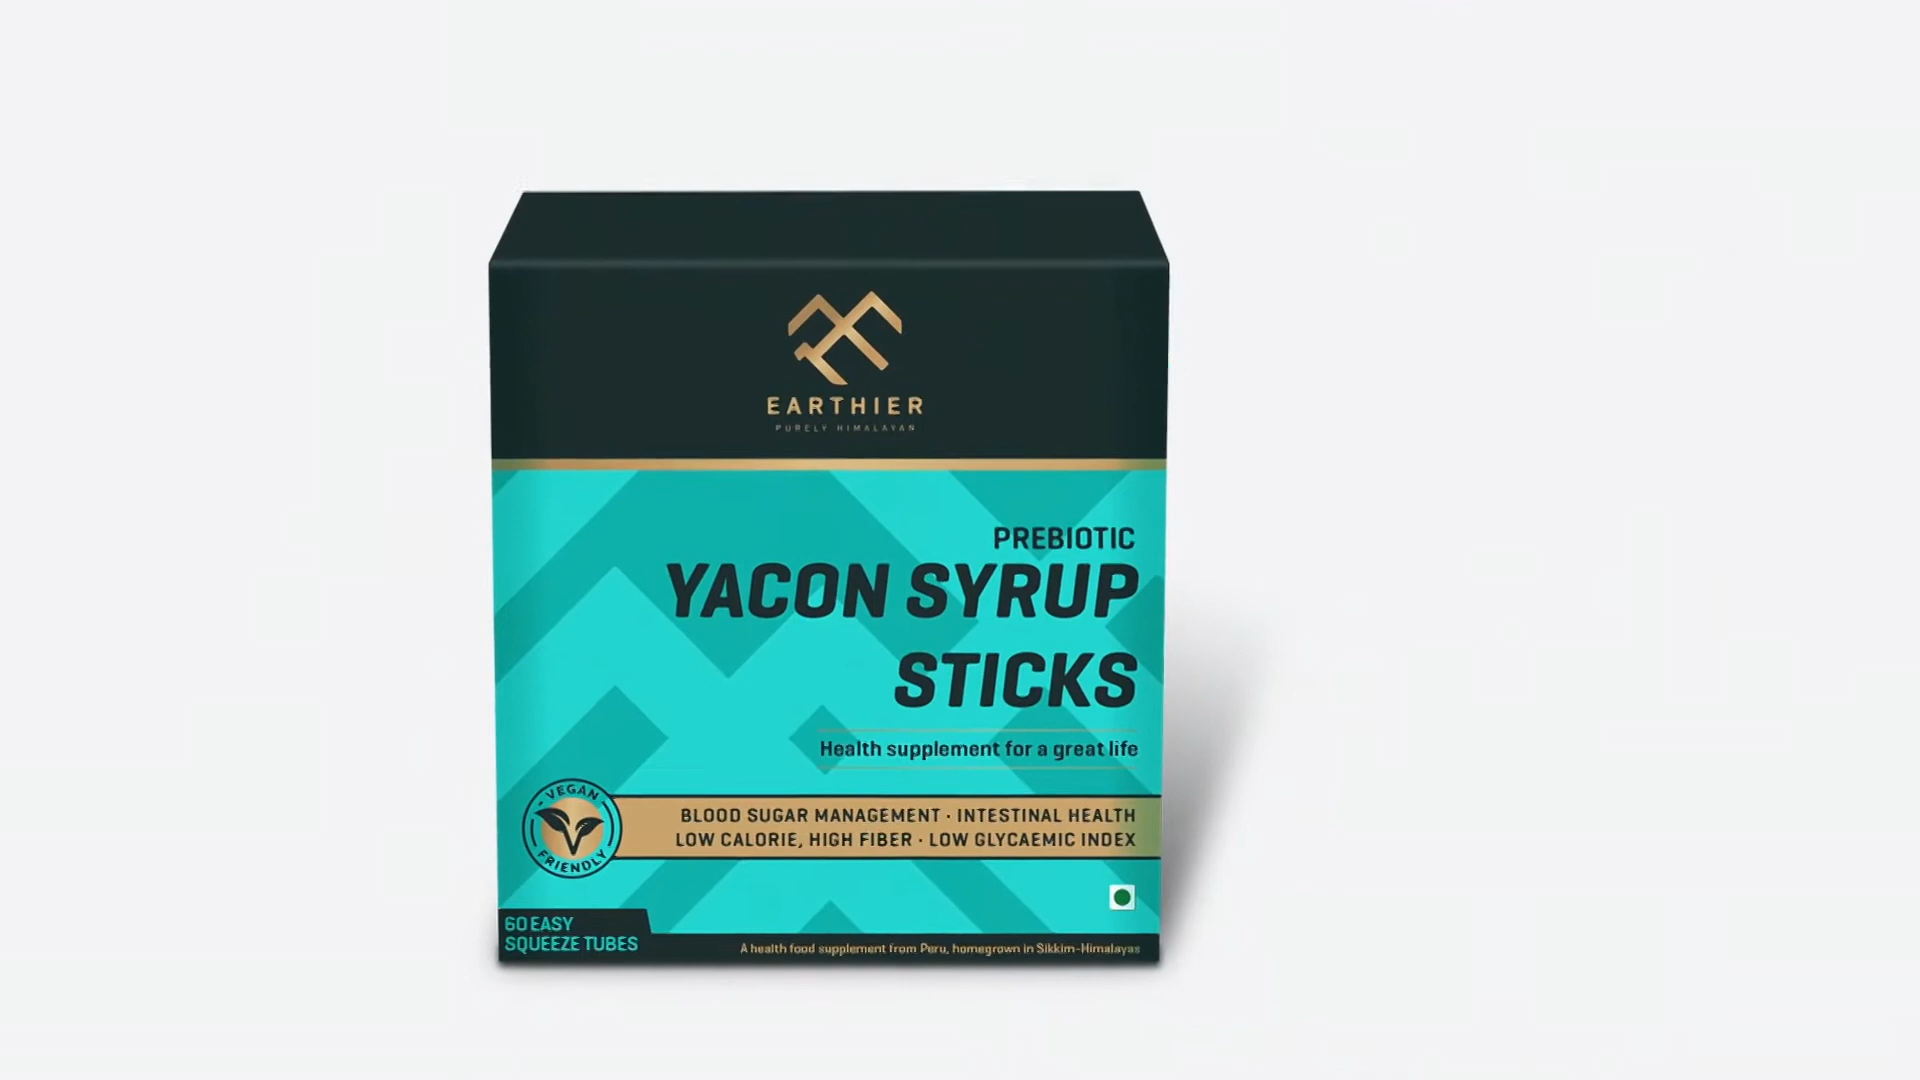 EARTHIER
PURELY HIMALAYAN
PREBIOTIC
YACON SYRUP
STICKS
Health supplement for a great life
VEGAN
FRIENDLY
BLOOD SUGAR MANAGEMENT · INTESTINAL HEALTH
LOW CALORIE, HIGH FIBER · LOW GLYCAEMIC INDEX
60 EASY
SQUEEZE TUBES
A health food supplement from Peru, homegrown in Sikkim-Himalayas